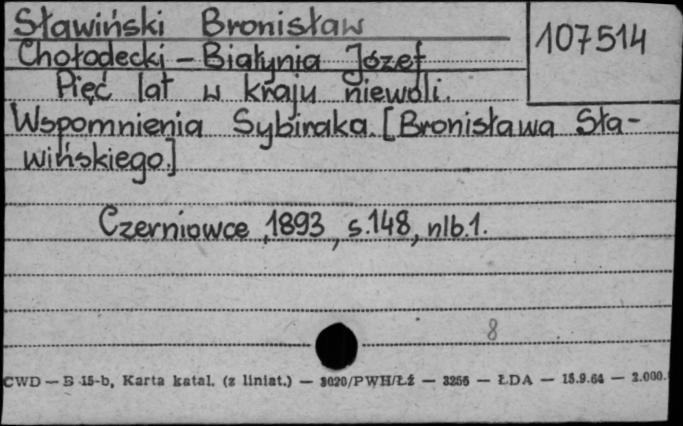 Sławiński Bronisław
107514
Chołodecki - Białynia Józef
Pięć lat w kraju niewoli.
Wspomnienia Sybiraka. [Bronisława Sła-
wińskiego.]
Czerniowce, 1893, s. 148, nlb. 1.
8
CWD — B 15-b, Karta katal. (z liniat.) — 3020/PWH/Łź — 3255 — ŁDA — 15.9.64 — 2.000.